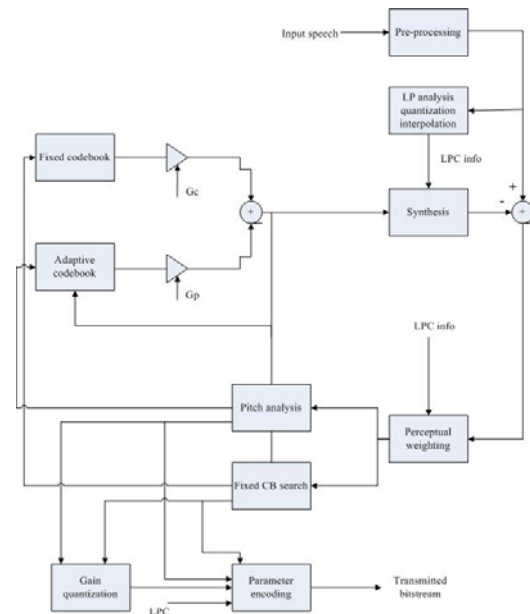 Input speech
Pre-processing
LP analysis
quantization
interpolation
LPC info
Fixed codebook
Gc
+
+
-
+
Synthesis
Adaptive
codebook
Gp
LPC info
Pitch analysis
Perceptual
weighting
Fixed CB search
Gain
quantization
Parameter
encoding
Transmitted
bitstream
LPC